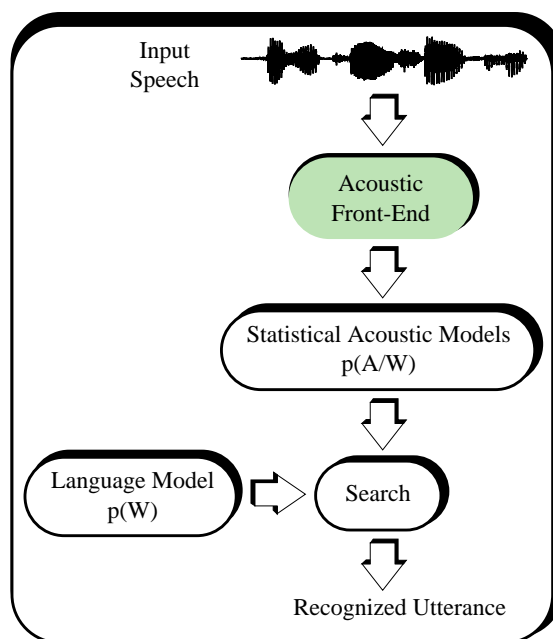 Input
Speech
Acoustic
Front-End
Statistical Acoustic Models
p(A/W)
Language Model
p(W)
Search
Recognized Utterance